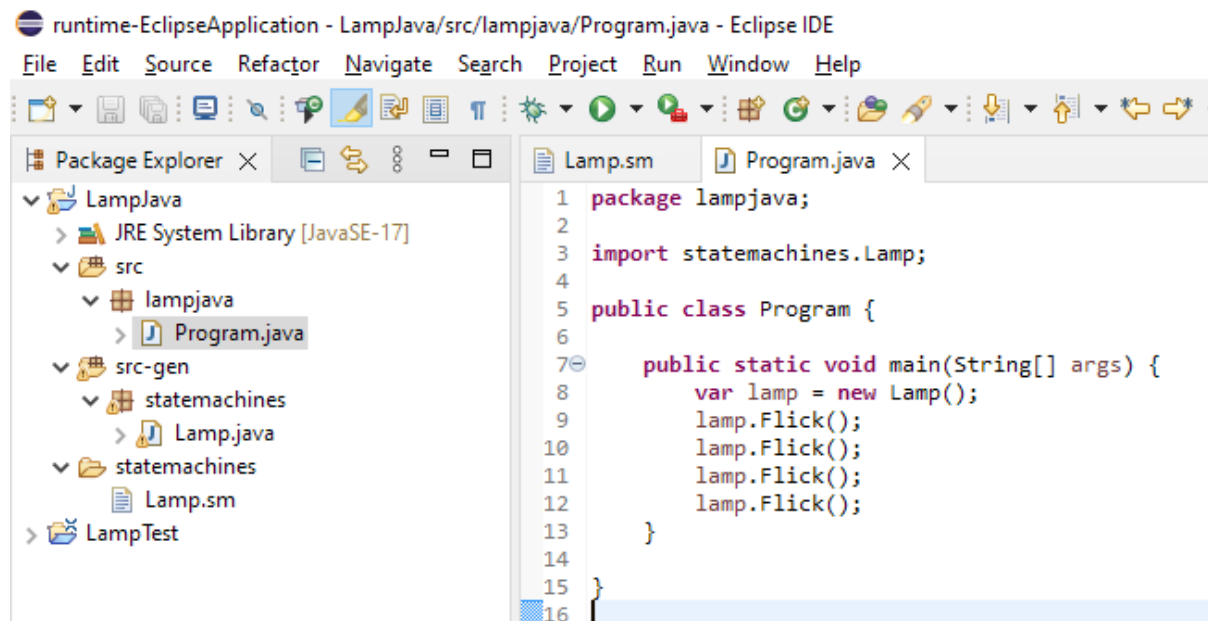 runtime-EclipseApplication - LampJava/src/lampjava/Program.java - Eclipse IDE
File Edit Source Refactor Navigate Search Project Run Window Help
Package Explorer
LampJava
JRE System Library [JavaSE-17]
src
lampjava
Program.java
src-gen
statemachines
Lamp.java
statemachines
Lamp.sm
LampTest
Lamp.sm Program.java
1 package lampjava;
2
3 import statemachines.Lamp;
4
5 public class Program {
6
7 public static void main(String[] args) {
8 var lamp = new Lamp();
9 lamp.Flick();
10 lamp.Flick();
11 lamp.Flick();
12 lamp.Flick();
13 }
14
15 }
16